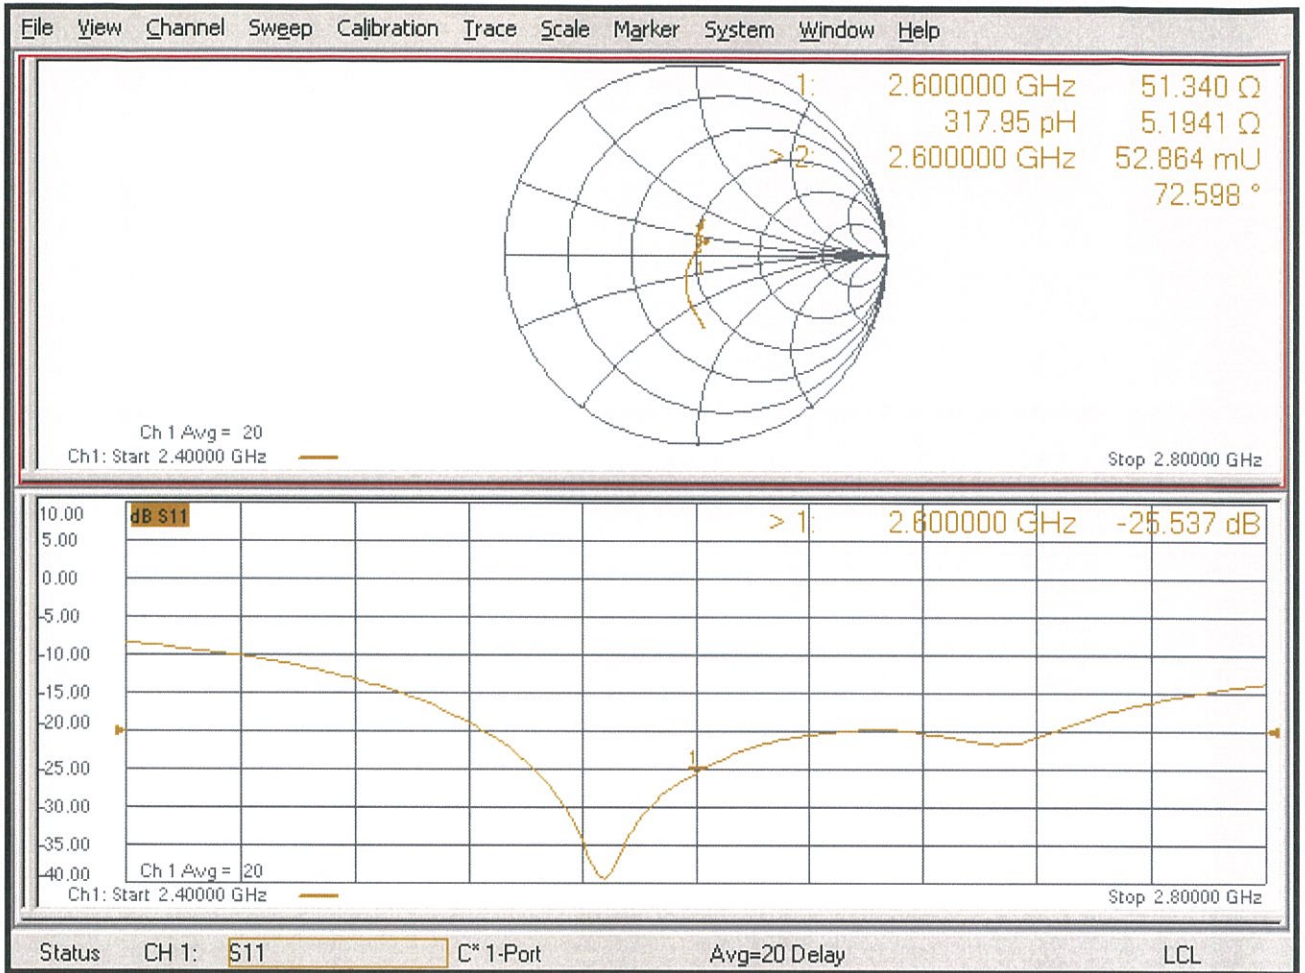 File View Channel Sweep Calibration Trace Scale Marker System Window Help
1: 2.600000 GHz 51.340 Ω
317.95 pH 5.1941 Ω
> 2: 2.600000 GHz 52.864 mU
72.598 °
1
Ch 1 Avg = 20
Ch1: Start 2.40000 GHz
Stop 2.80000 GHz
10.00
dB S11
> 1: 2.600000 GHz -25.537 dB
5.00
0.00
-5.00
-10.00
-15.00
-20.00
1
-25.00
-30.00
-35.00
-40.00
Ch 1 Avg = 20
Ch1: Start 2.40000 GHz
Stop 2.80000 GHz
Status CH 1: S11 C* 1-Port Avg=20 Delay LCL